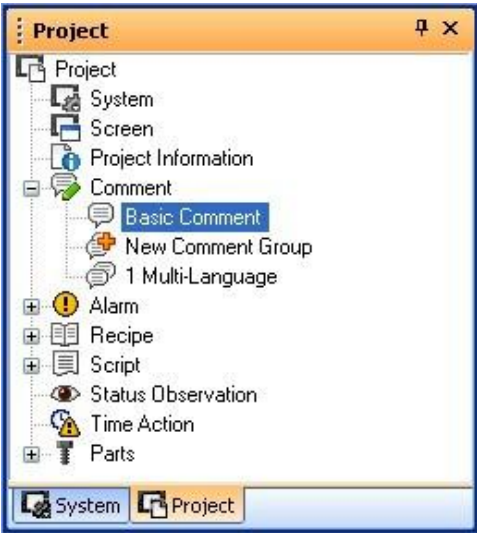 Project
Project
System
Screen
Project Information
Comment
Basic Comment
New Comment Group
1 Multi-Language
Alarm
Recipe
Script
Status Observation
Time Action
Parts
System Project